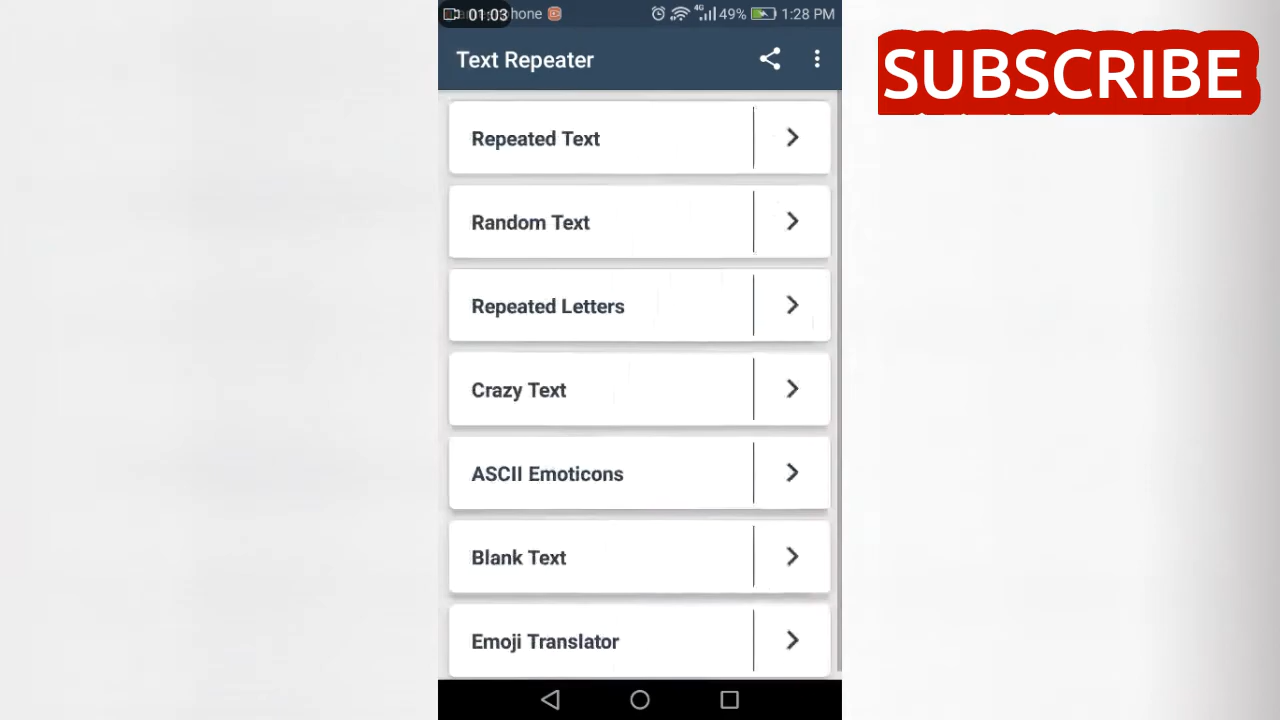 01:03 hone 4G 49% 1:28 PM
Text Repeater
SUBSCRIBE
Repeated Text
Random Text
Repeated Letters
Crazy Text
ASCII Emoticons
Blank Text
Emoji Translator